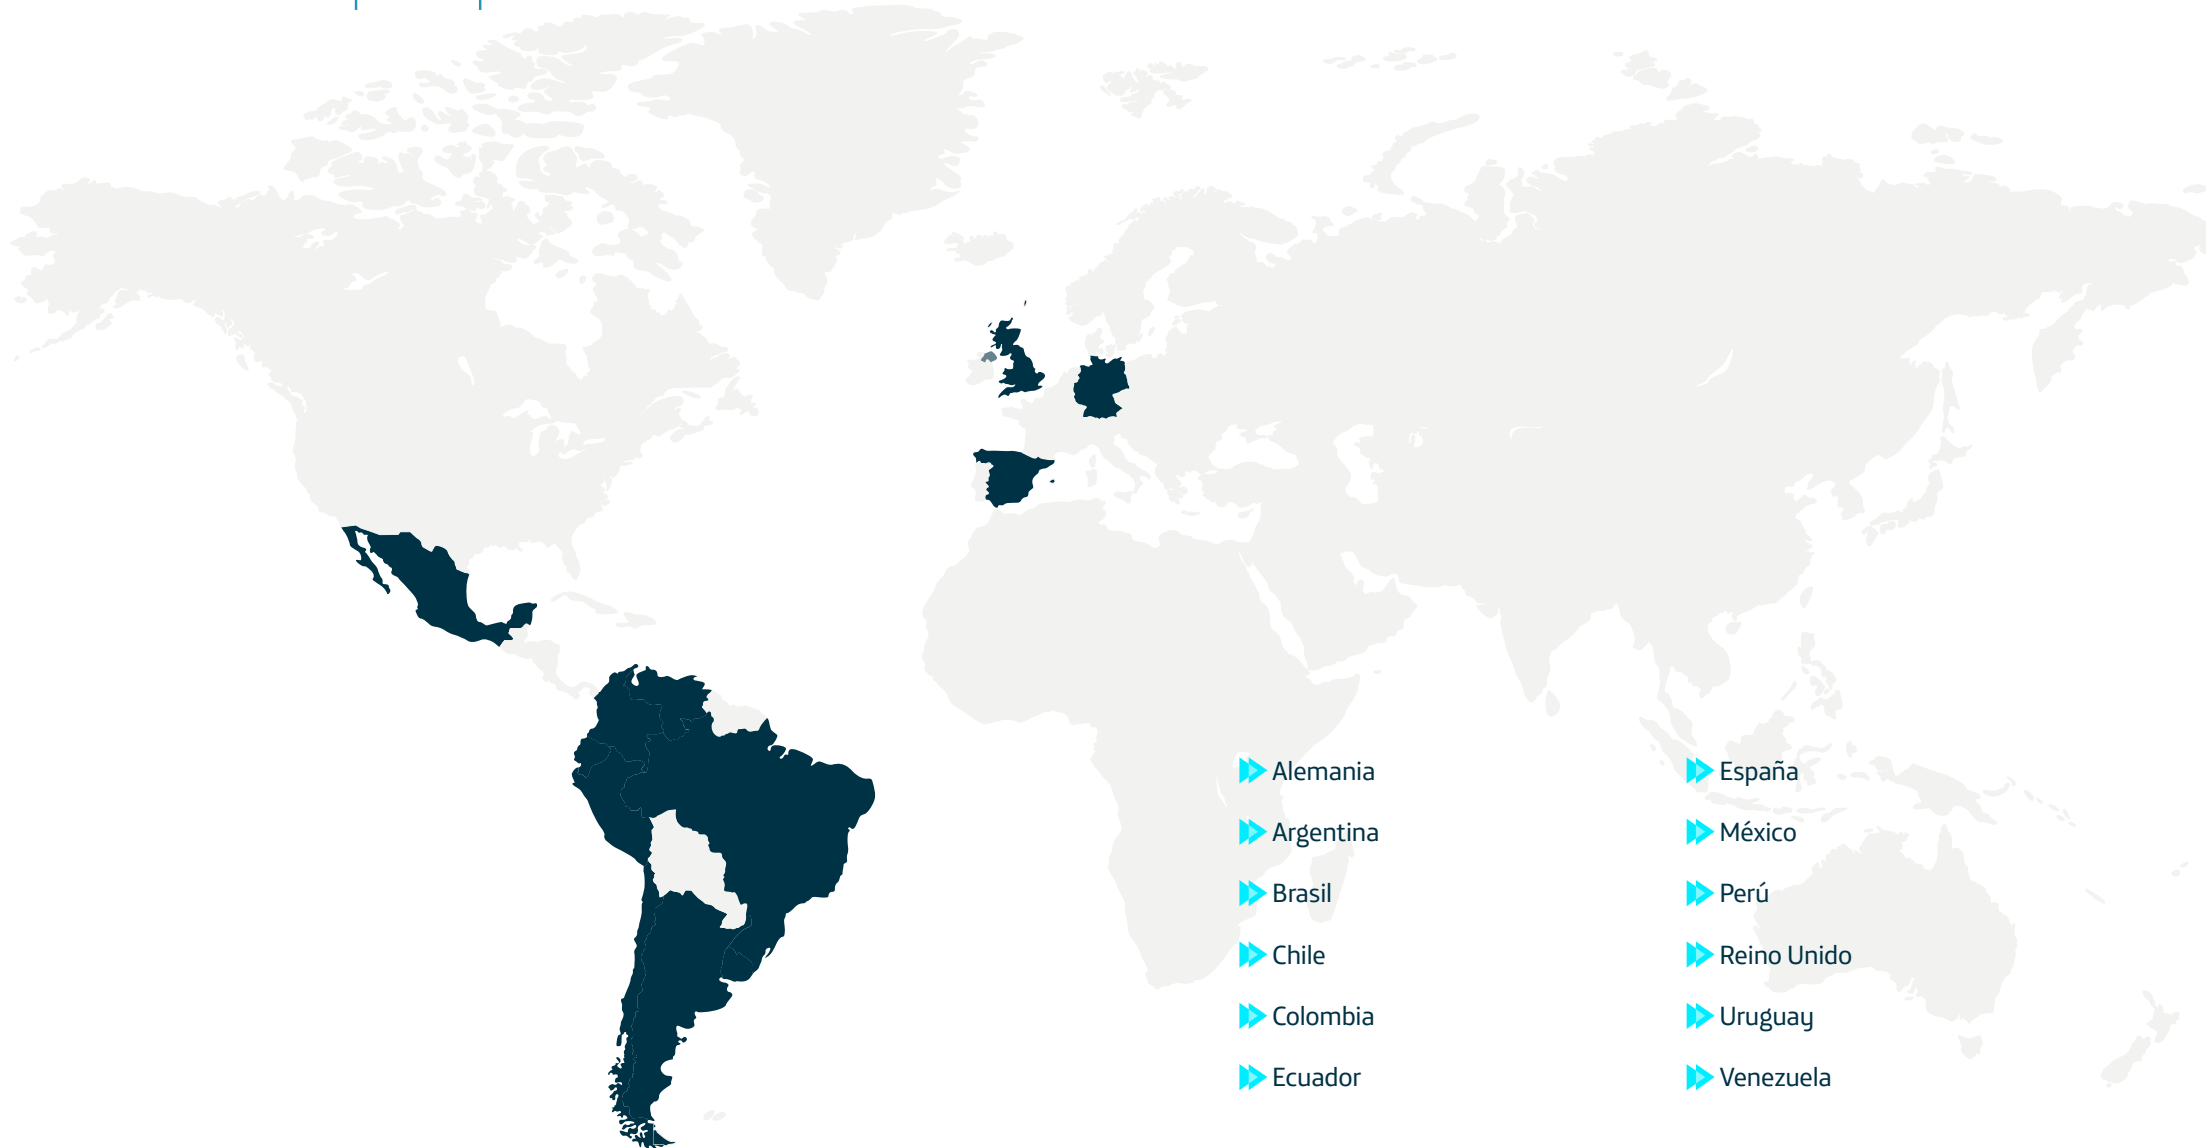 Alemania
Argentina
Brasil
Chile
Colombia
Ecuador
España
México
Perú
Reino Unido
Uruguay
Venezuela